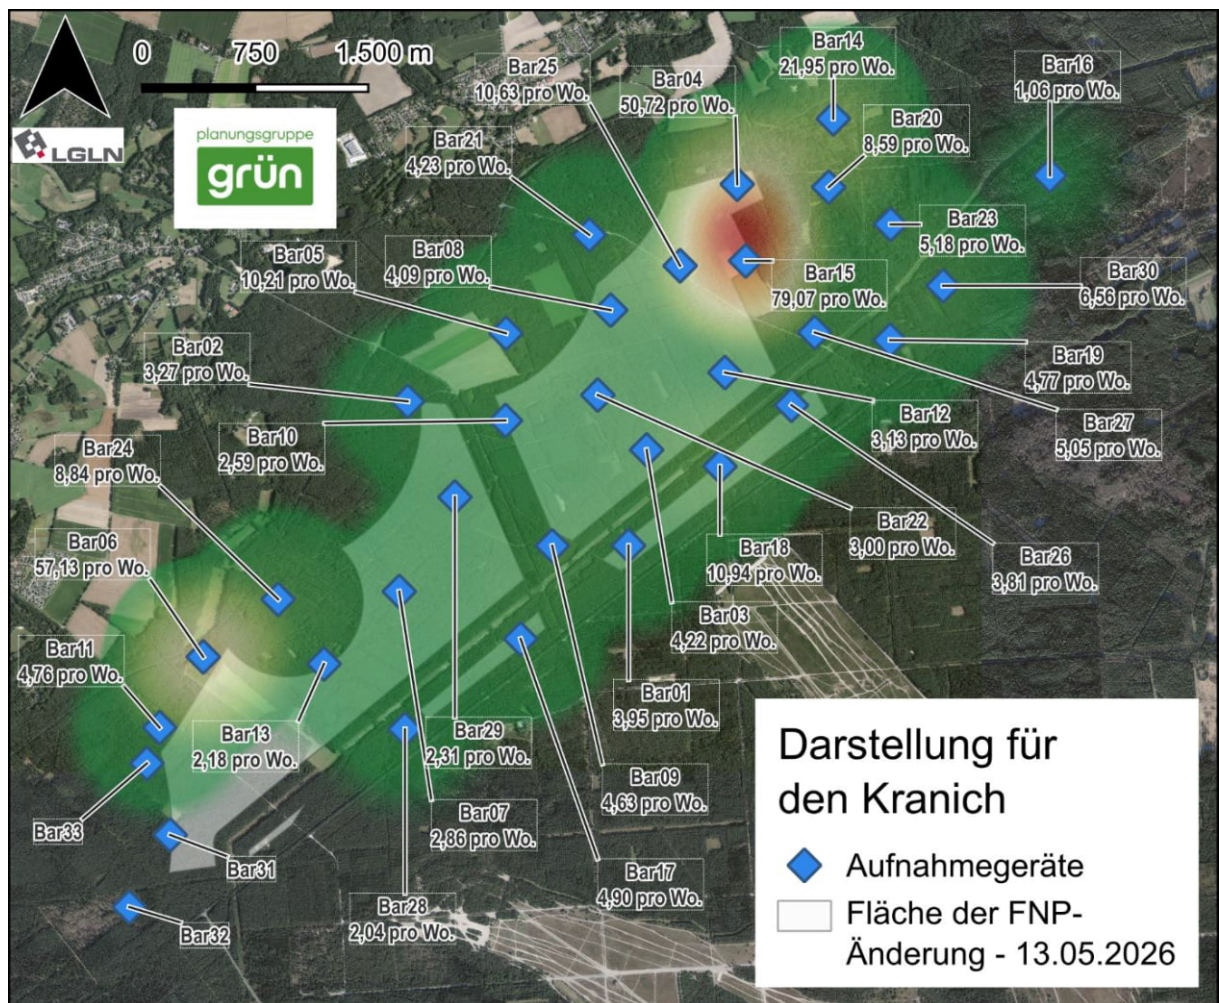 0 750 1.500 m
LGLN
planungsgruppe
grün
Bar25
10,63 pro Wo.
Bar04
50,72 pro Wo.
Bar14
21,95 pro Wo.
Bar16
1,06 pro Wo.
Bar20
8,59 pro Wo.
Bar21
4,23 pro Wo.
Bar23
5,18 pro Wo.
Bar05
10,21 pro Wo.
Bar08
4,09 pro Wo.
Bar15
79,07 pro Wo.
Bar30
6,56 pro Wo.
Bar02
3,27 pro Wo.
Bar19
4,77 pro Wo.
Bar10
2,59 pro Wo.
Bar12
3,13 pro Wo.
Bar27
5,05 pro Wo.
Bar24
8,84 pro Wo.
Bar22
3,00 pro Wo.
Bar06
57,13 pro Wo.
Bar18
10,94 pro Wo.
Bar26
3,81 pro Wo.
Bar03
4,22 pro Wo.
Bar11
4,76 pro Wo.
Bar01
3,95 pro Wo.
Bar13
2,18 pro Wo.
Bar29
2,31 pro Wo.
Bar09
4,63 pro Wo.
Bar33
Bar07
2,86 pro Wo.
Bar31
Bar17
4,90 pro Wo.
Bar28
2,04 pro Wo.
Bar32
Darstellung für
den Kranich
Aufnahmegeräte
Fläche der FNP-
Änderung - 13.05.2026